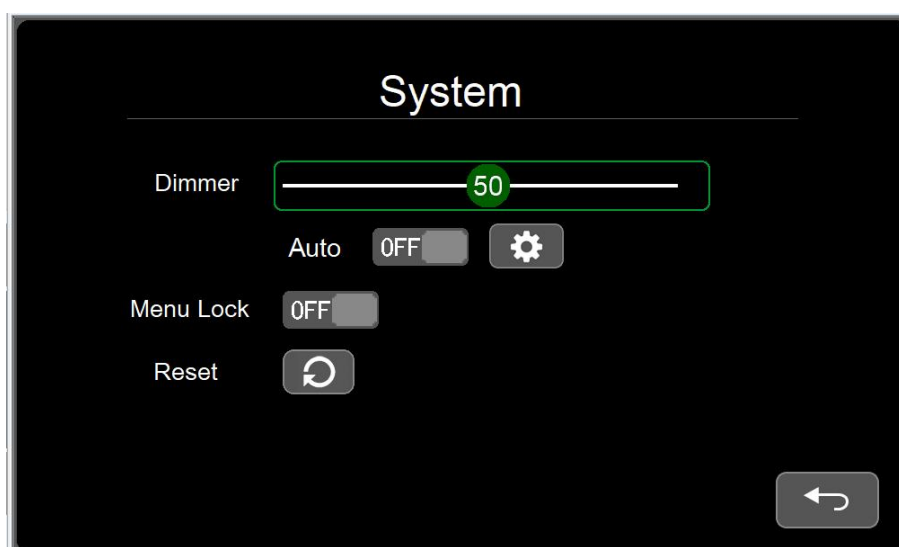 System
Dimmer 50
Auto OFF
Menu Lock OFF
Reset